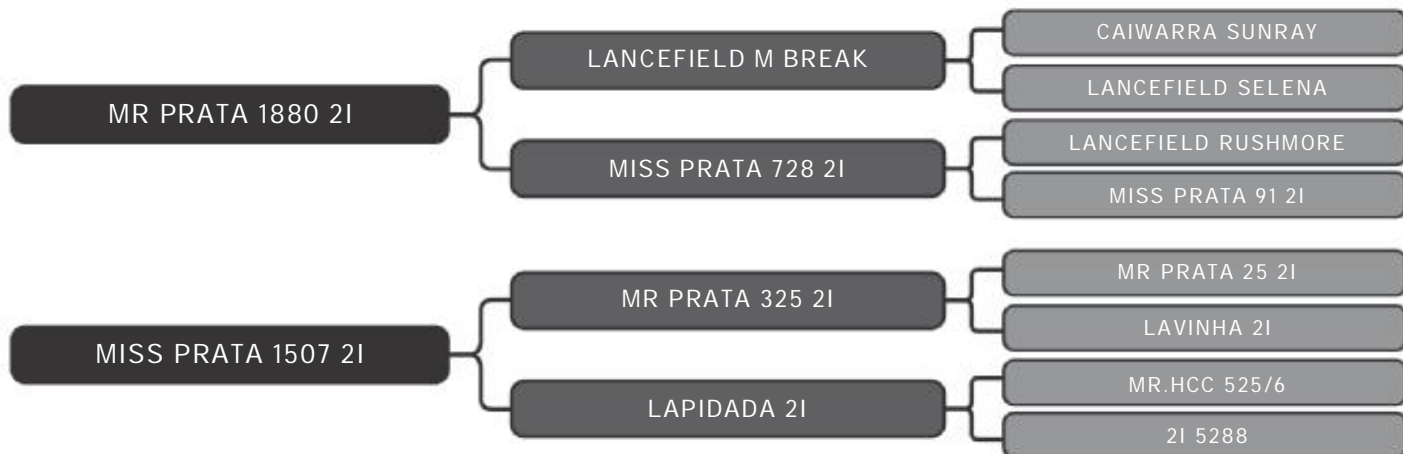 MR PRATA 1880 2I
LANCEFIELD M BREAK
CAIWARRA SUNRAY
LANCEFIELD SELENA
MISS PRATA 728 2I
LANCEFIELD RUSHMORE
MISS PRATA 91 2I
MISS PRATA 1507 2I
MR PRATA 325 2I
MR PRATA 25 2I
LAVINHA 2I
LAPIDADA 2I
MR.HCC 525/6
2I 5288